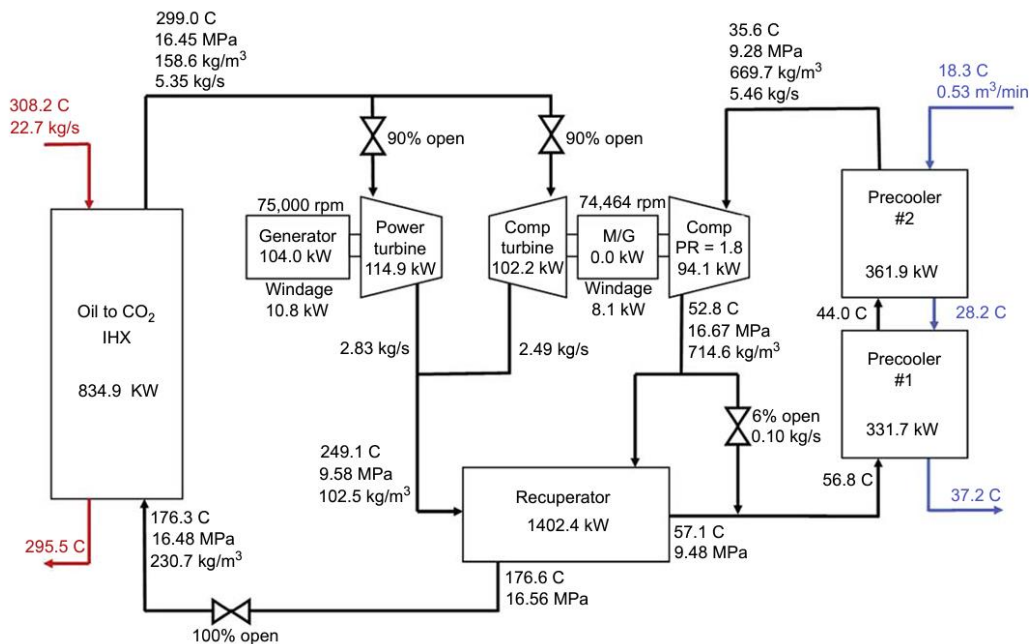 299.0 C
16.45 MPa
158.6 kg/m³
5.35 kg/s
35.6 C
9.28 MPa
669.7 kg/m³
5.46 kg/s
18.3 C
0.53 m³/min
308.2 C
22.7 kg/s
90% open
90% open
75,000 rpm
Generator
104.0 kW
Windage
10.8 kW
Power
turbine
114.9 kW
Comp
turbine
102.2 kW
74,464 rpm
M/G
0.0 kW
Windage
8.1 kW
Comp
PR = 1.8
94.1 kW
Precooler
#2
361.9 kW
Oil to CO₂
IHX
834.9 KW
2.83 kg/s
2.49 kg/s
52.8 C
16.67 MPa
714.6 kg/m³
44.0 C
28.2 C
Precooler
#1
331.7 kW
6% open
0.10 kg/s
249.1 C
9.58 MPa
102.5 kg/m³
Recuperator
1402.4 kW
56.8 C
37.2 C
57.1 C
9.48 MPa
295.5 C
176.3 C
16.48 MPa
230.7 kg/m³
176.6 C
16.56 MPa
100% open